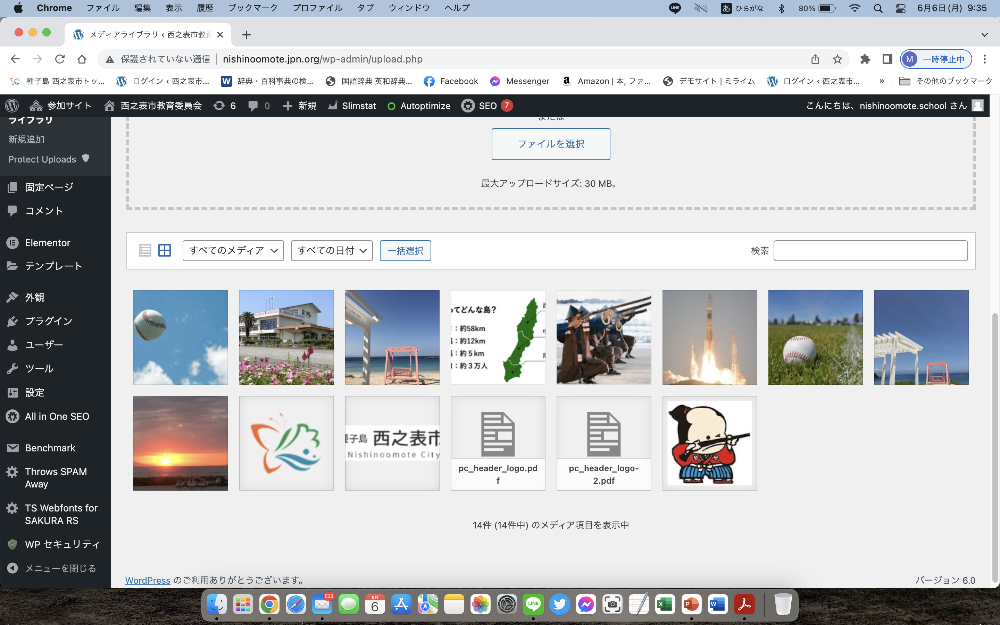 Chrome ファイル 編集 表示 履歴 ブックマーク プロファイル タブ ウィンドウ ヘルプ LINE あ ひらがな 80% 6月6日(月) 9:35
メディアライブラリ ‹ 西之表市教育
保護されていない通信 nishinoomote.jpn.org/wp-admin/upload.php M 一時停止中
種子島 西之表市トッ... ログイン ‹ 西之表市... W 辞典・百科事典の検... 国語辞典 英和辞典... Facebook Messenger a Amazon | 本, ファ... デモサイト | ミライム ログイン ‹ 西之表市... » その他のブックマーク
参加サイト 西之表市教育委員会 6 0 新規 Slimstat Autoptimize SEO 7 こんにちは、nishinoomote.school さん
ライブラリ
新規追加
Protect Uploads
固定ページ
コメント
Elementor
テンプレート
外観
プラグイン
ユーザー
ツール
設定
All in One SEO
Benchmark
Throws SPAM
Away
TS Webfonts for
SAKURA RS
WP セキュリティ
メニューを閉じる
または
ファイルを選択
最大アップロードサイズ: 30 MB。
すべてのメディア すべての日付 一括選択 検索
ってどんな島?
：約58km
：約12km
：約５km
：約３万人
種子島 西之表市
Nishinoomote City
pc_header_logo.pd
f
pc_header_logo-
2.pdf
14件 (14件中) のメディア項目を表示中
WordPress のご利用ありがとうございます。 バージョン 6.0
533
6月
6
LINE
X
P
W